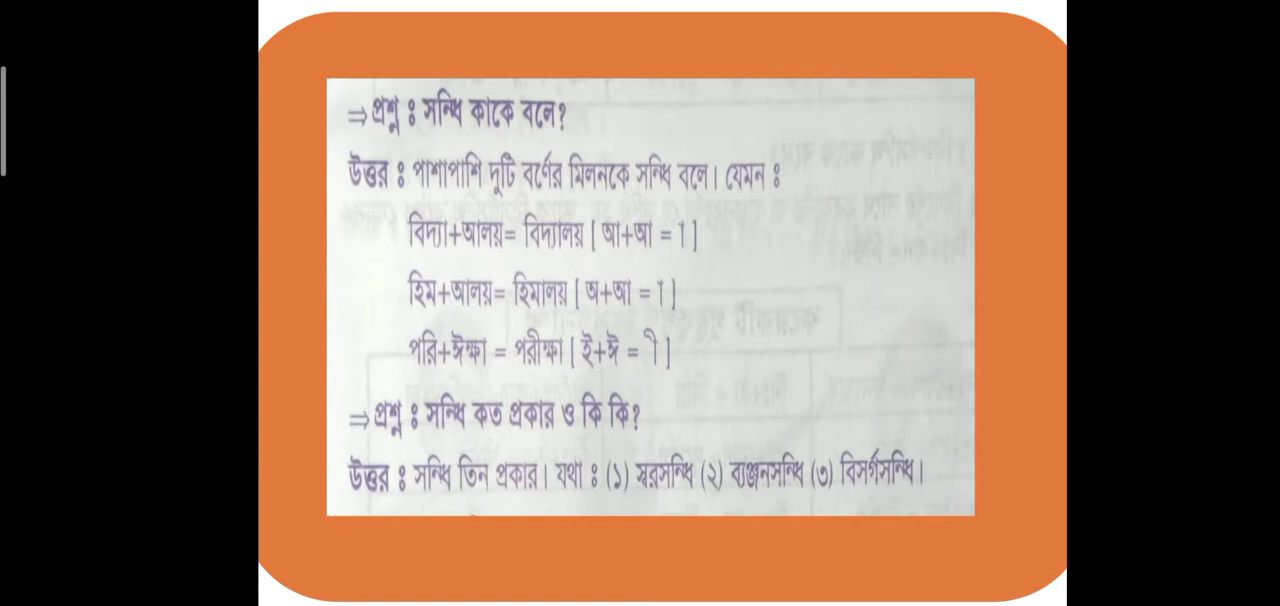 ⇒ প্রশ্ন : সন্ধি কাকে বলে?
উত্তর : পাশাপাশি দুটি বর্ণের মিলনকে সন্ধি বলে। যেমন :
বিদ্যা+আলয়= বিদ্যালয় [ আ+আ = া ]
হিম+আলয়= হিমালয় [ অ+আ = া ]
পরি+ঈক্ষা = পরীক্ষা [ ই+ঈ = ী ]
⇒ প্রশ্ন : সন্ধি কত প্রকার ও কি কি?
উত্তর : সন্ধি তিন প্রকার। যথা : (১) স্বরসন্ধি (২) ব্যঞ্জনসন্ধি (৩) বিসর্গসন্ধি।